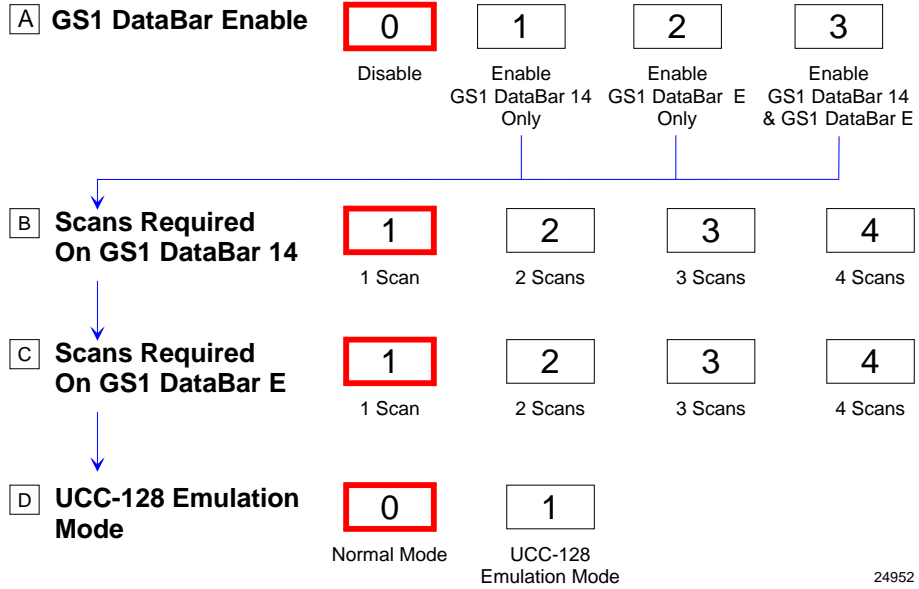 A GS1 DataBar Enable 0 1 2 3
Disable Enable Enable Enable
GS1 DataBar 14 GS1 DataBar E GS1 DataBar 14
Only Only & GS1 DataBar E
B Scans Required 1 2 3 4
On GS1 DataBar 14
1 Scan 2 Scans 3 Scans 4 Scans
C Scans Required 1 2 3 4
On GS1 DataBar E
1 Scan 2 Scans 3 Scans 4 Scans
D UCC-128 Emulation 0 1
Mode
Normal Mode UCC-128
Emulation Mode
24952